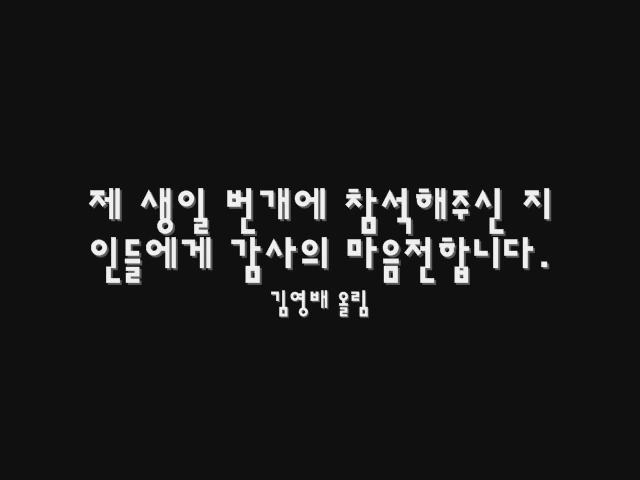 제 생일 번개에 참석해주신 지
인들에게 감사의 마음전합니다.
김영배 올림